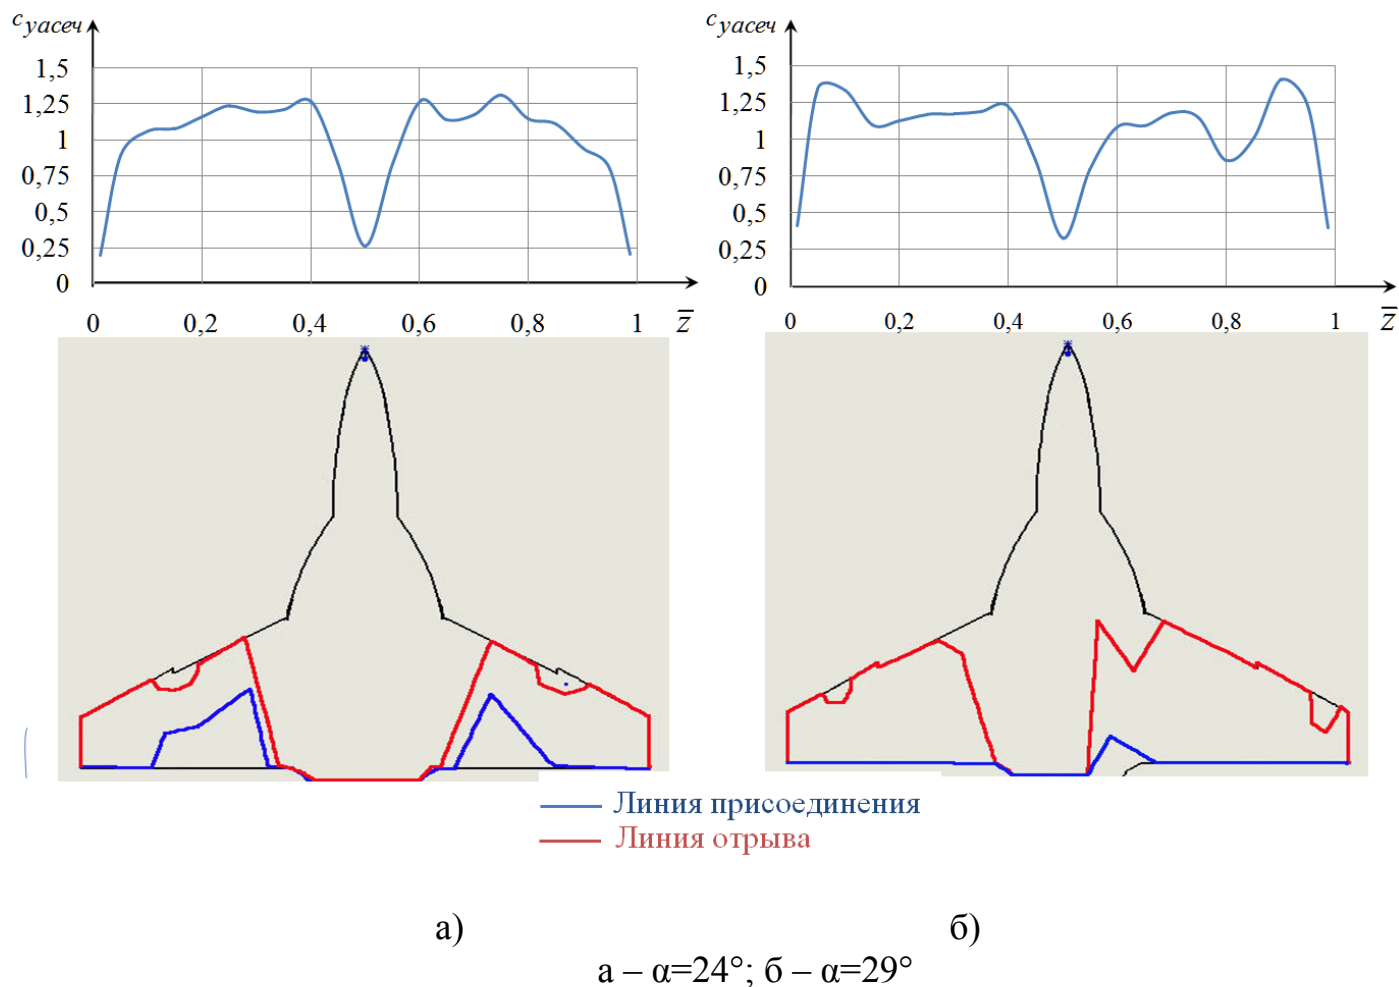 c уасеч
1,5
1,25
1
0,75
0,5
0,25
0
0 0,2 0,4 0,6 0,8 1 z̅
c уасеч
1,5
1,25
1
0,75
0,5
0,25
0
0 0,2 0,4 0,6 0,8 1 z̅
Линия присоединения
Линия отрыва
а) б)
а – α=24°; б – α=29°